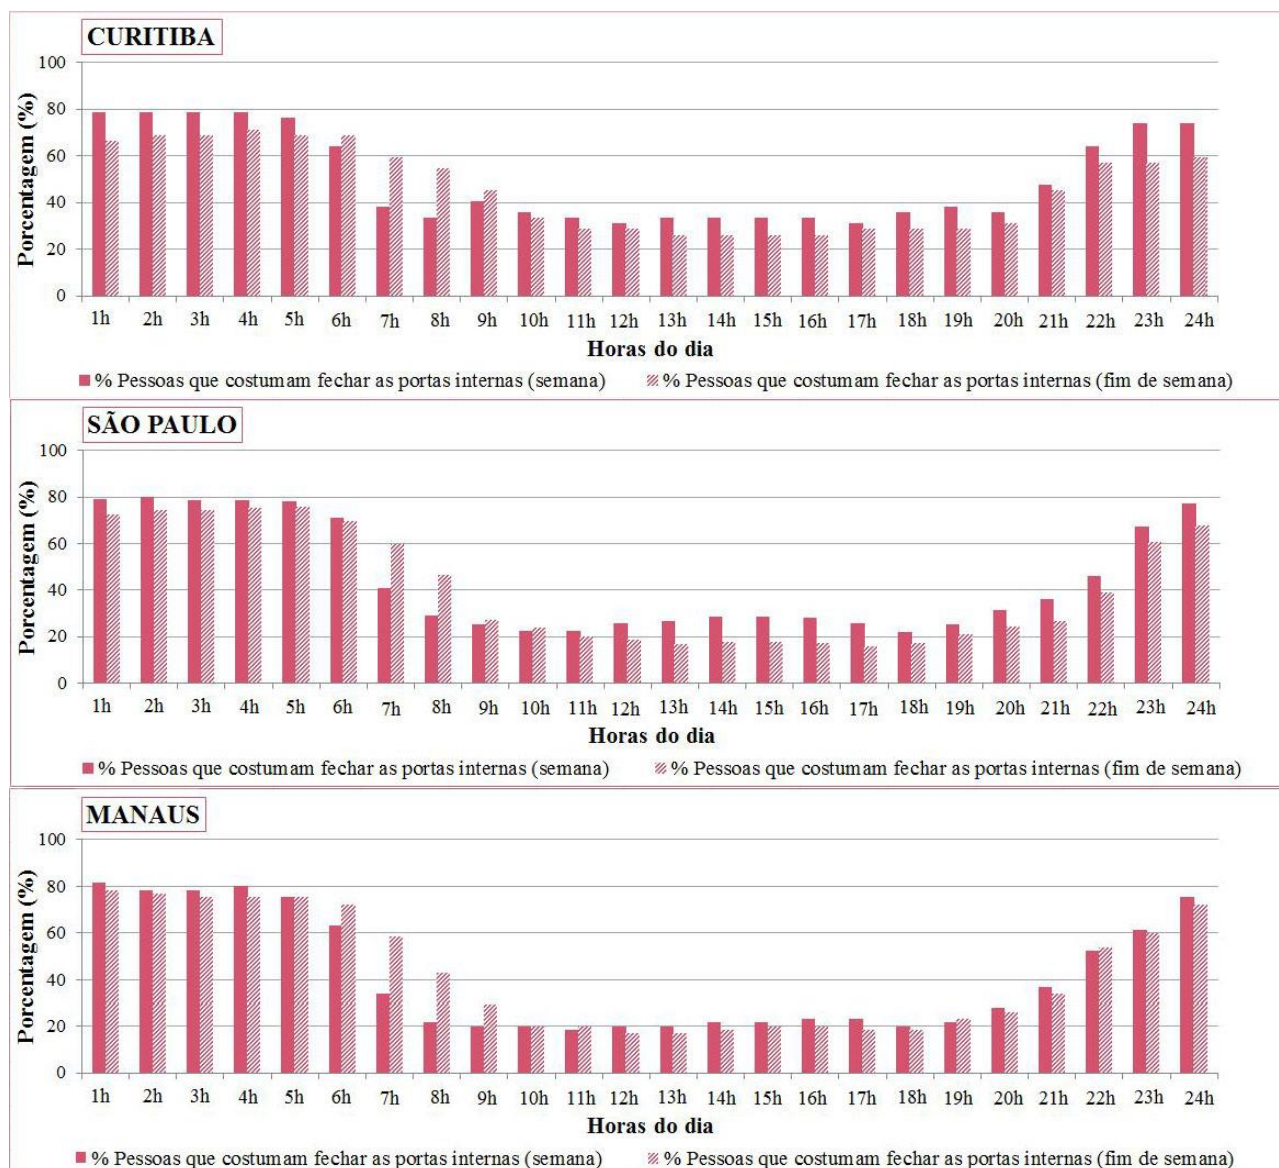 CURITIBA
Porcentagem (%)
100
80
60
40
20
0
1h 2h 3h 4h 5h 6h 7h 8h 9h 10h 11h 12h 13h 14h 15h 16h 17h 18h 19h 20h 21h 22h 23h 24h
Horas do dia
% Pessoas que costumam fechar as portas internas (semana) % Pessoas que costumam fechar as portas internas (fim de semana)
SÃO PAULO
Porcentagem (%)
100
80
60
40
20
0
1h 2h 3h 4h 5h 6h 7h 8h 9h 10h 11h 12h 13h 14h 15h 16h 17h 18h 19h 20h 21h 22h 23h 24h
Horas do dia
% Pessoas que costumam fechar as portas internas (semana) % Pessoas que costumam fechar as portas internas (fim de semana)
MANAUS
Porcentagem (%)
100
80
60
40
20
0
1h 2h 3h 4h 5h 6h 7h 8h 9h 10h 11h 12h 13h 14h 15h 16h 17h 18h 19h 20h 21h 22h 23h 24h
Horas do dia
% Pessoas que costumam fechar as portas internas (semana) % Pessoas que costumam fechar as portas internas (fim de semana)